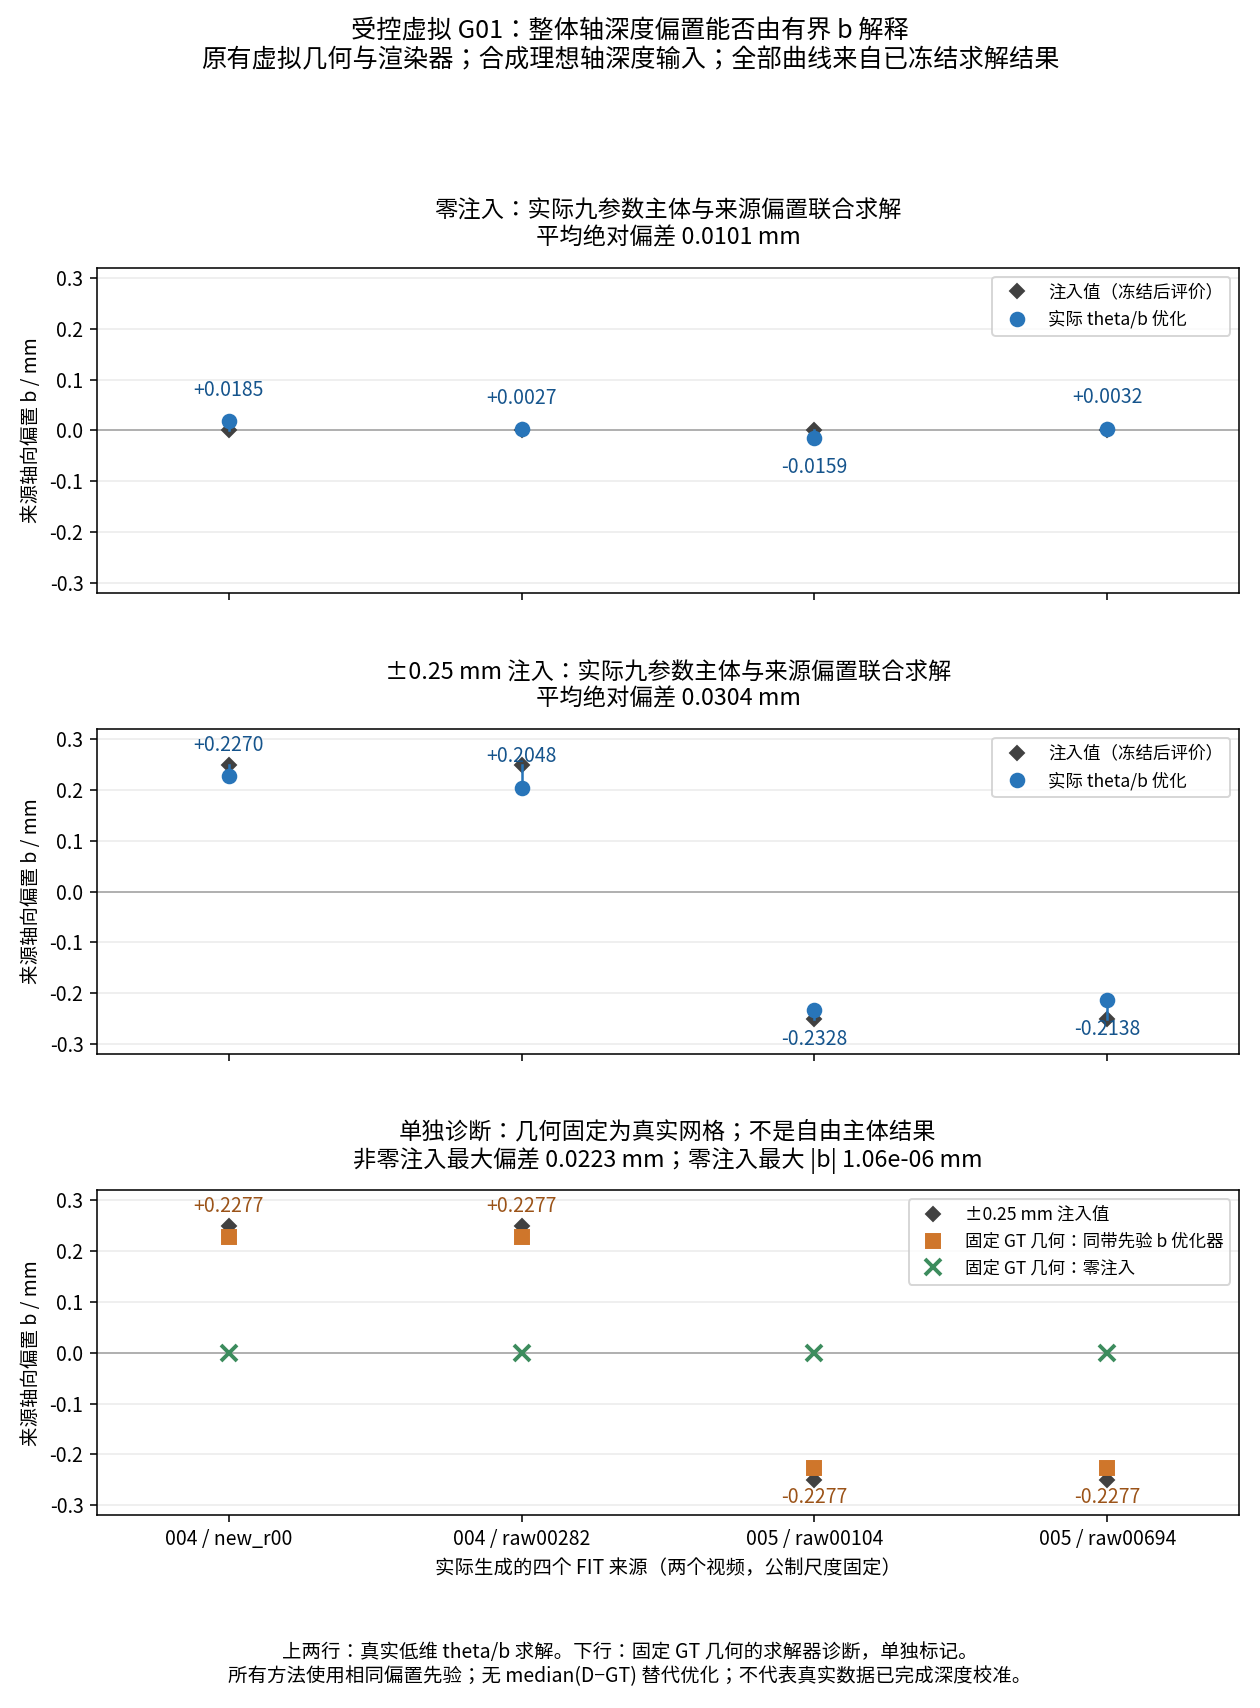 受控虚拟 G01：整体轴深度偏置能否由有界 b 解释
原有虚拟几何与渲染器；合成理想轴深度输入；全部曲线来自已冻结求解结果
零注入：实际九参数主体与来源偏置联合求解
平均绝对偏差 0.0101 mm
来源轴向偏置 b / mm
0.3
0.2
0.1
0.0
-0.1
-0.2
-0.3
注入值（冻结后评价）
实际 theta/b 优化
+0.0185
+0.0027
-0.0159
+0.0032
±0.25 mm 注入：实际九参数主体与来源偏置联合求解
平均绝对偏差 0.0304 mm
来源轴向偏置 b / mm
0.3
0.2
0.1
0.0
-0.1
-0.2
-0.3
注入值（冻结后评价）
实际 theta/b 优化
+0.2270
+0.2048
-0.2328
-0.2138
单独诊断：几何固定为真实网格；不是自由主体结果
非零注入最大偏差 0.0223 mm；零注入最大 |b| 1.06e-06 mm
来源轴向偏置 b / mm
0.3
0.2
0.1
0.0
-0.1
-0.2
-0.3
±0.25 mm 注入值
固定 GT 几何：同带先验 b 优化器
固定 GT 几何：零注入
+0.2277
+0.2277
-0.2277
-0.2277
004 / new_r00
004 / raw00282
005 / raw00104
005 / raw00694
实际生成的四个 FIT 来源（两个视频，公制尺度固定）
上两行：真实低维 theta/b 求解。下行：固定 GT 几何的求解器诊断，单独标记。
所有方法使用相同偏置先验；无 median(D−GT) 替代优化；不代表真实数据已完成深度校准。